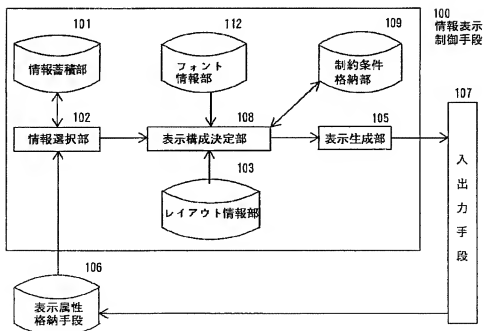 101
情報蓄積部
112
フォント
情報部
109
制約条件
格納部
100
情報表示
制御手段
102
情報選択部
108
表示構成決定部
105
表示生成部
107
入出力手段
103
レイアウト情報部
106
表示属性
格納手段